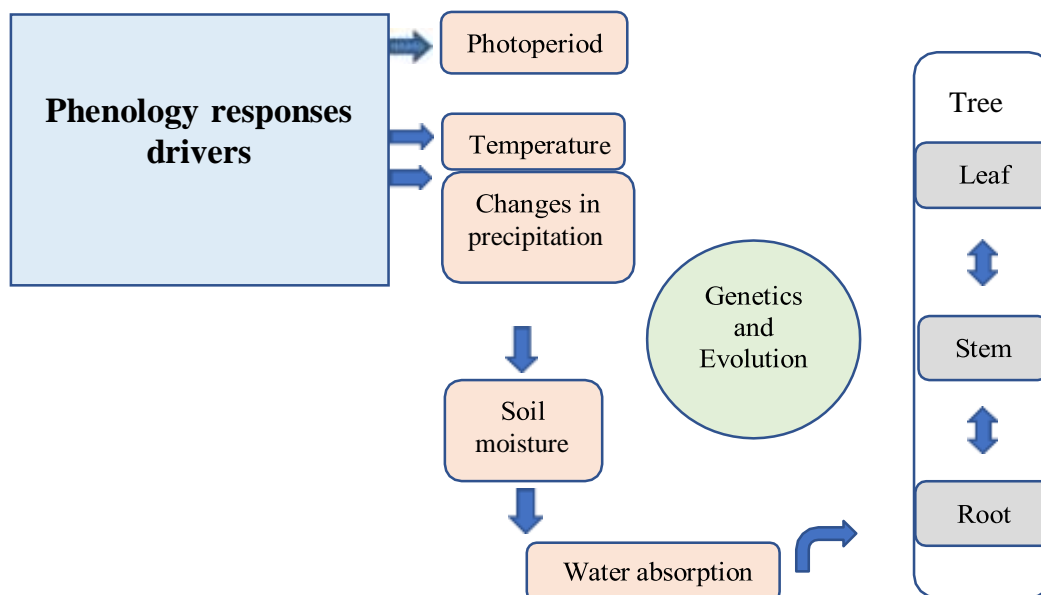 Phenology responses
drivers
Photoperiod
Temperature
Changes in
precipitation
Soil
moisture
Water absorption
Genetics
and
Evolution
Tree
Leaf
Stem
Root